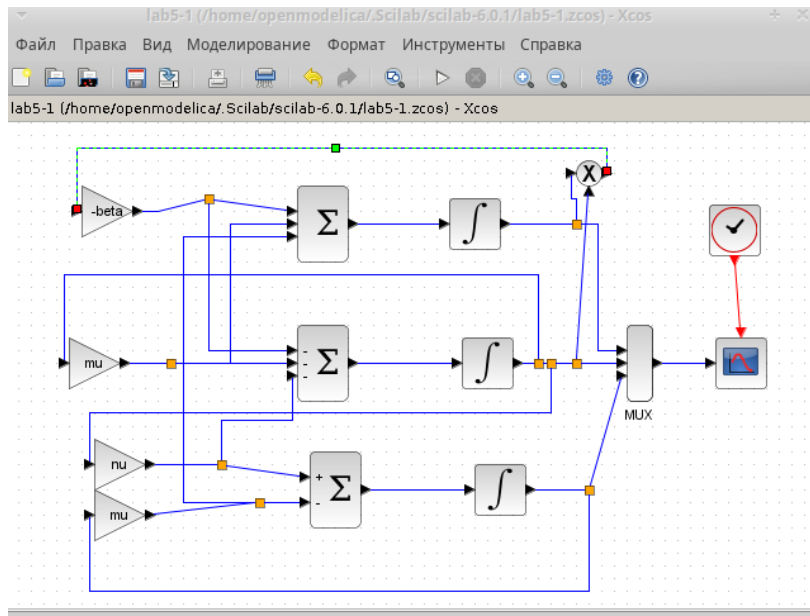 lab5-1 (/home/openmodelica/.Scilab/scilab-6.0.1/lab5-1.zcos) - Xcos
Файл Правка Вид Моделирование Формат Инструменты Справка
lab5-1 (/home/openmodelica/.Scilab/scilab-6.0.1/lab5-1.zcos) - Xcos
X
-beta
Σ
∫
mu
-
-
-
Σ
∫
MUX
nu
mu
+
-
Σ
∫